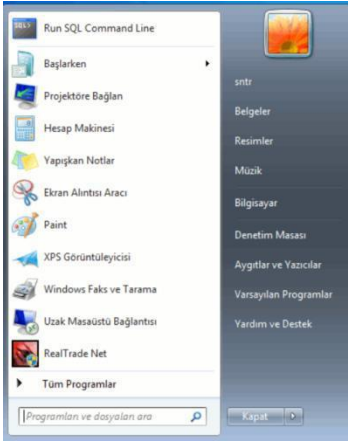 Run SQL Command Line
Başlarken
Projektöre Bağlan
Hesap Makinesi
Yapışkan Notlar
Ekran Alıntısı Aracı
Paint
XPS Görüntüleyicisi
Windows Faks ve Tarama
Uzak Masaüstü Bağlantısı
RealTrade Net
Tüm Programlar
Programları ve dosyaları ara
sntr
Belgeler
Resimler
Müzik
Bilgisayar
Denetim Masası
Aygıtlar ve Yazıcılar
Varsayılan Programlar
Yardım ve Destek
Kapat